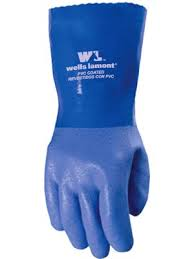 WL
wells lamont
PVC COATED
REVESTIDOS CON PVC